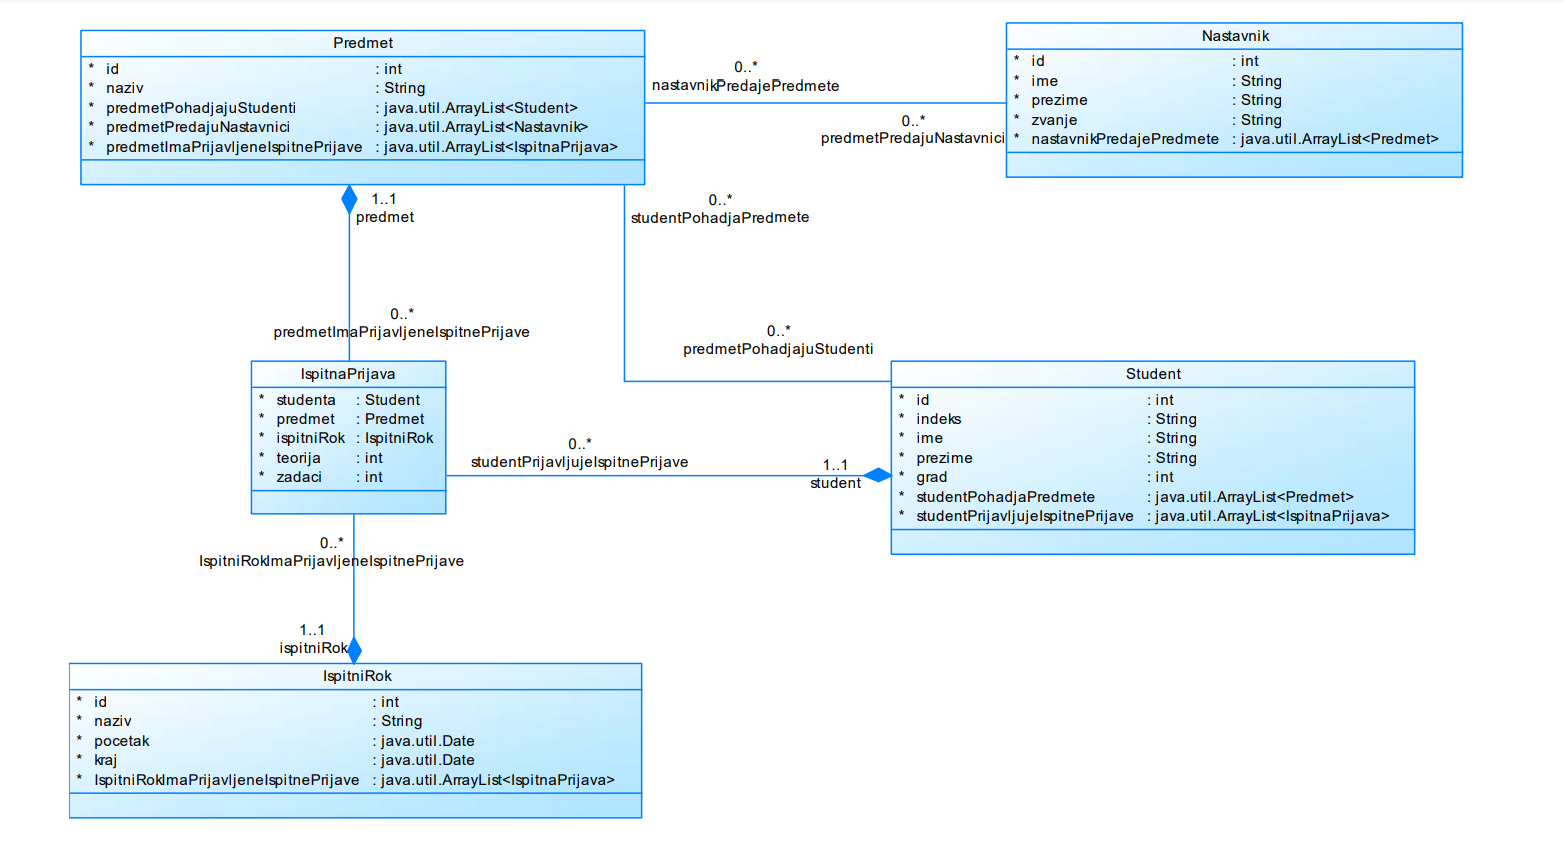 Predmet
* id : int
* naziv : String
* predmetPohadjajuStudenti : java.util.ArrayList<Student>
* predmetPredajuNastavnici : java.util.ArrayList<Nastavnik>
* predmetImaPrijavljeneIspitnePrijave : java.util.ArrayList<IspitnaPrijava>
0..*
nastavnikPredajePredmete
0..*
predmetPredajuNastavnici
Nastavnik
* id : int
* ime : String
* prezime : String
* zvanje : String
* nastavnikPredajePredmete : java.util.ArrayList<Predmet>
1..1
predmet
0..*
studentPohadjaPredmete
0..*
predmetImaPrijavljeneIspitnePrijave
0..*
predmetPohadjajuStudenti
IspitnaPrijava
* studenta : Student
* predmet : Predmet
* ispitniRok : IspitniRok
* teorija : int
* zadaci : int
0..*
studentPrijavljujeIspitnePrijave
1..1
student
Student
* id : int
* indeks : String
* ime : String
* prezime : String
* grad : int
* studentPohadjaPredmete : java.util.ArrayList<Predmet>
* studentPrijavljujeIspitnePrijave : java.util.ArrayList<IspitnaPrijava>
0..*
IspitniRokImaPrijavljeneIspitnePrijave
1..1
ispitniRok
IspitniRok
* id : int
* naziv : String
* pocetak : java.util.Date
* kraj : java.util.Date
* IspitniRokImaPrijavljeneIspitnePrijave : java.util.ArrayList<IspitnaPrijava>